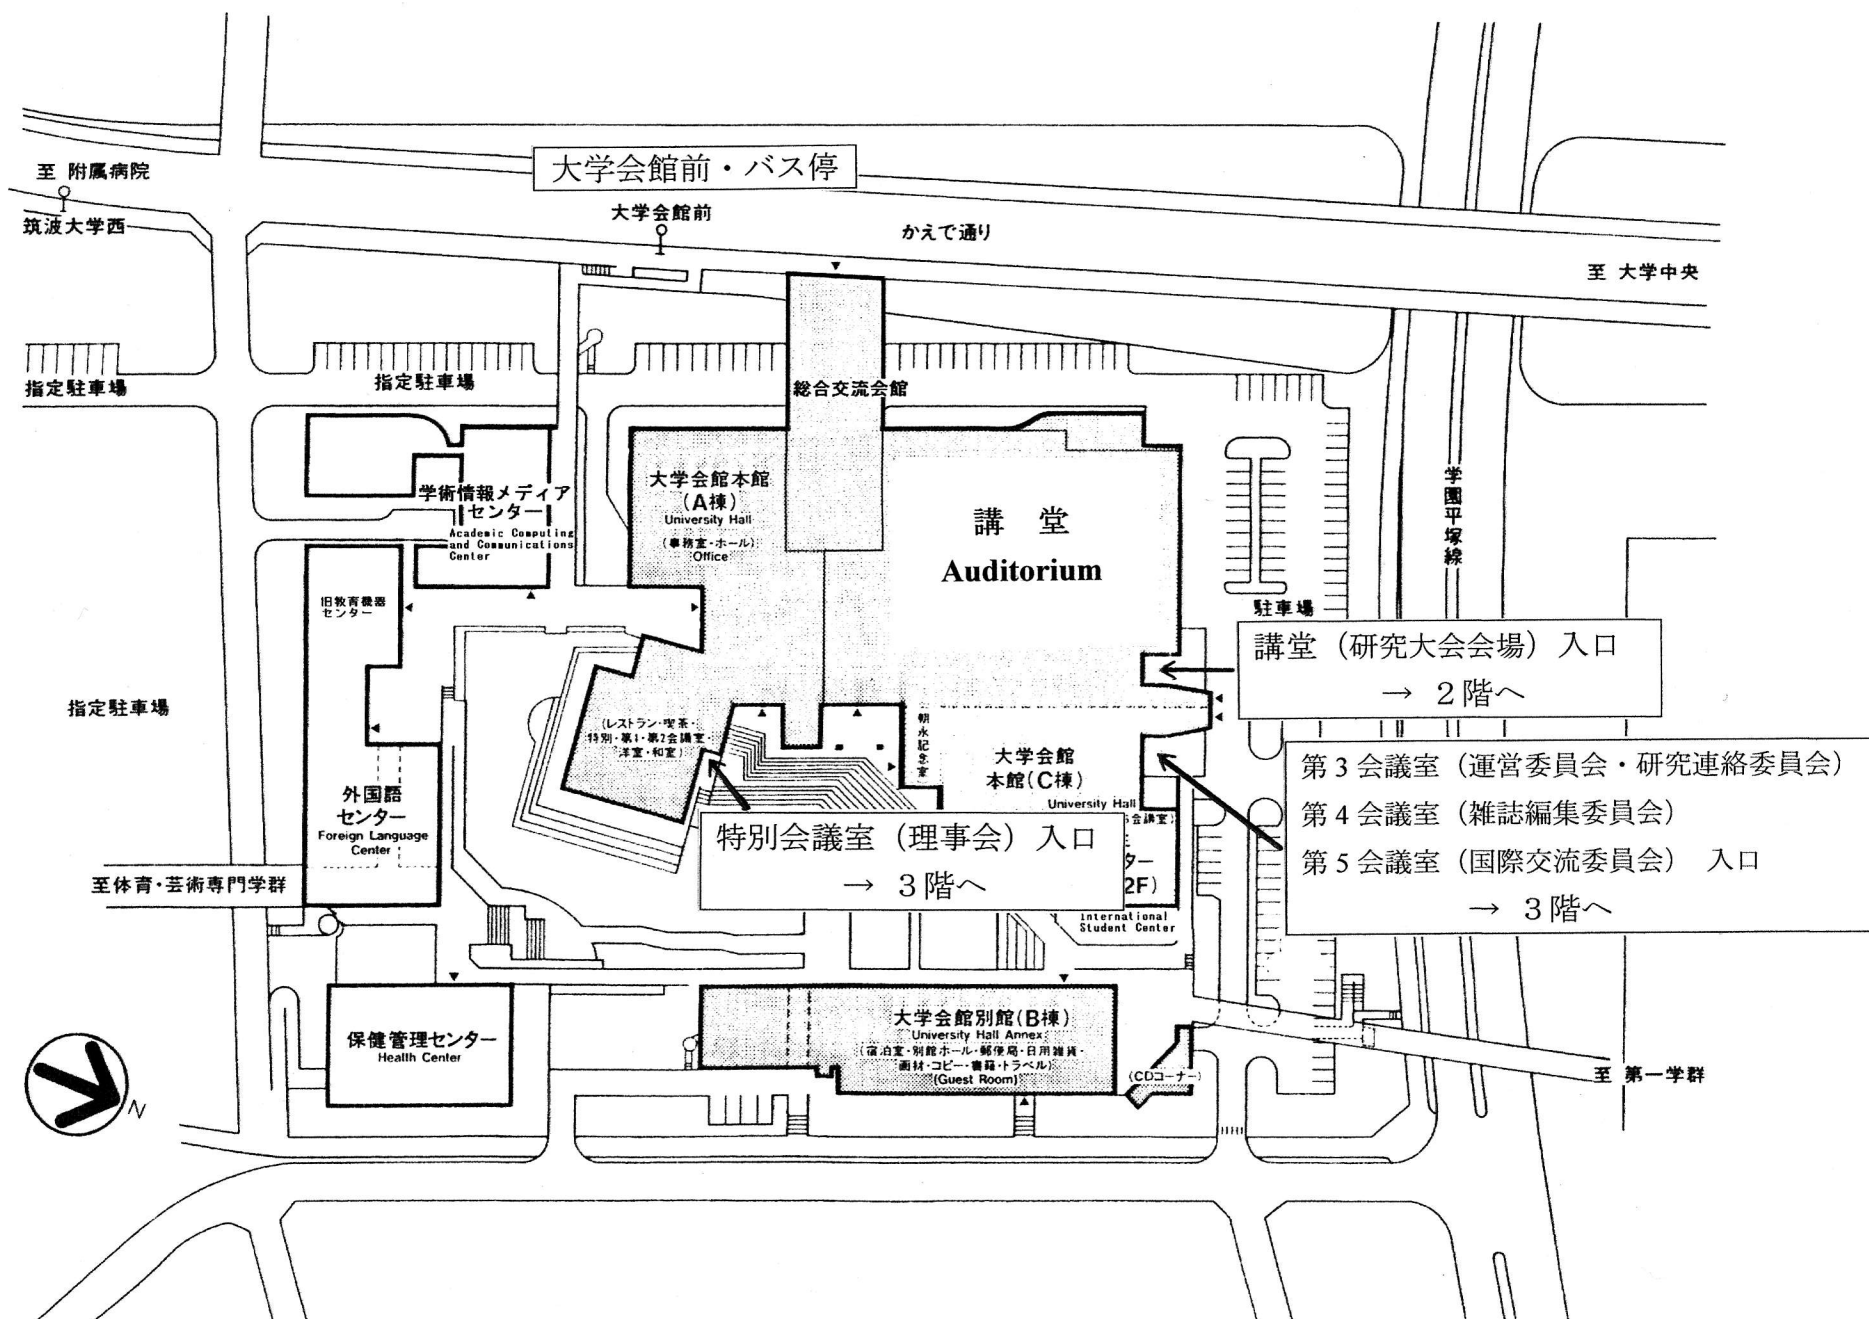 至 附属病院
筑波大学西
大学会館前・バス停
大学会館前
かえで通り
至 大学中央
指定駐車場
指定駐車場
総合交流会館
学術情報メディア
センター
Academic Computing
and Communications
Center
大学会館本館
(A棟)
University Hall
(事務室・ホール)
Office
講 堂
Auditorium
学園平塚線
駐車場
旧教育機器
センター
講堂(研究大会会場)入口
→ 2階へ
指定駐車場
(レストラン・喫茶・
特別・第1・第2会議室・
洋室・和室)
朝永記念室
大学会館
本館(C棟)
University Hall
第3会議室(運営委員会・研究連絡委員会)
第4会議室(雑誌編集委員会)
第5会議室(国際交流委員会) 入口
→ 3階へ
外国語
センター
Foreign Language
Center
特別会議室(理事会)入口
→ 3階へ
会議室)
ター
2F)
International
Student Center
至体育・芸術専門学群
保健管理センター
Health Center
大学会館別館(B棟)
University Hall Annex
(宿泊室・別館ホール・郵便局・日用雑貨・
画材・コピー・書籍・トラベル)
(Guest Room)
(CDコーナー)
至 第一学群
N